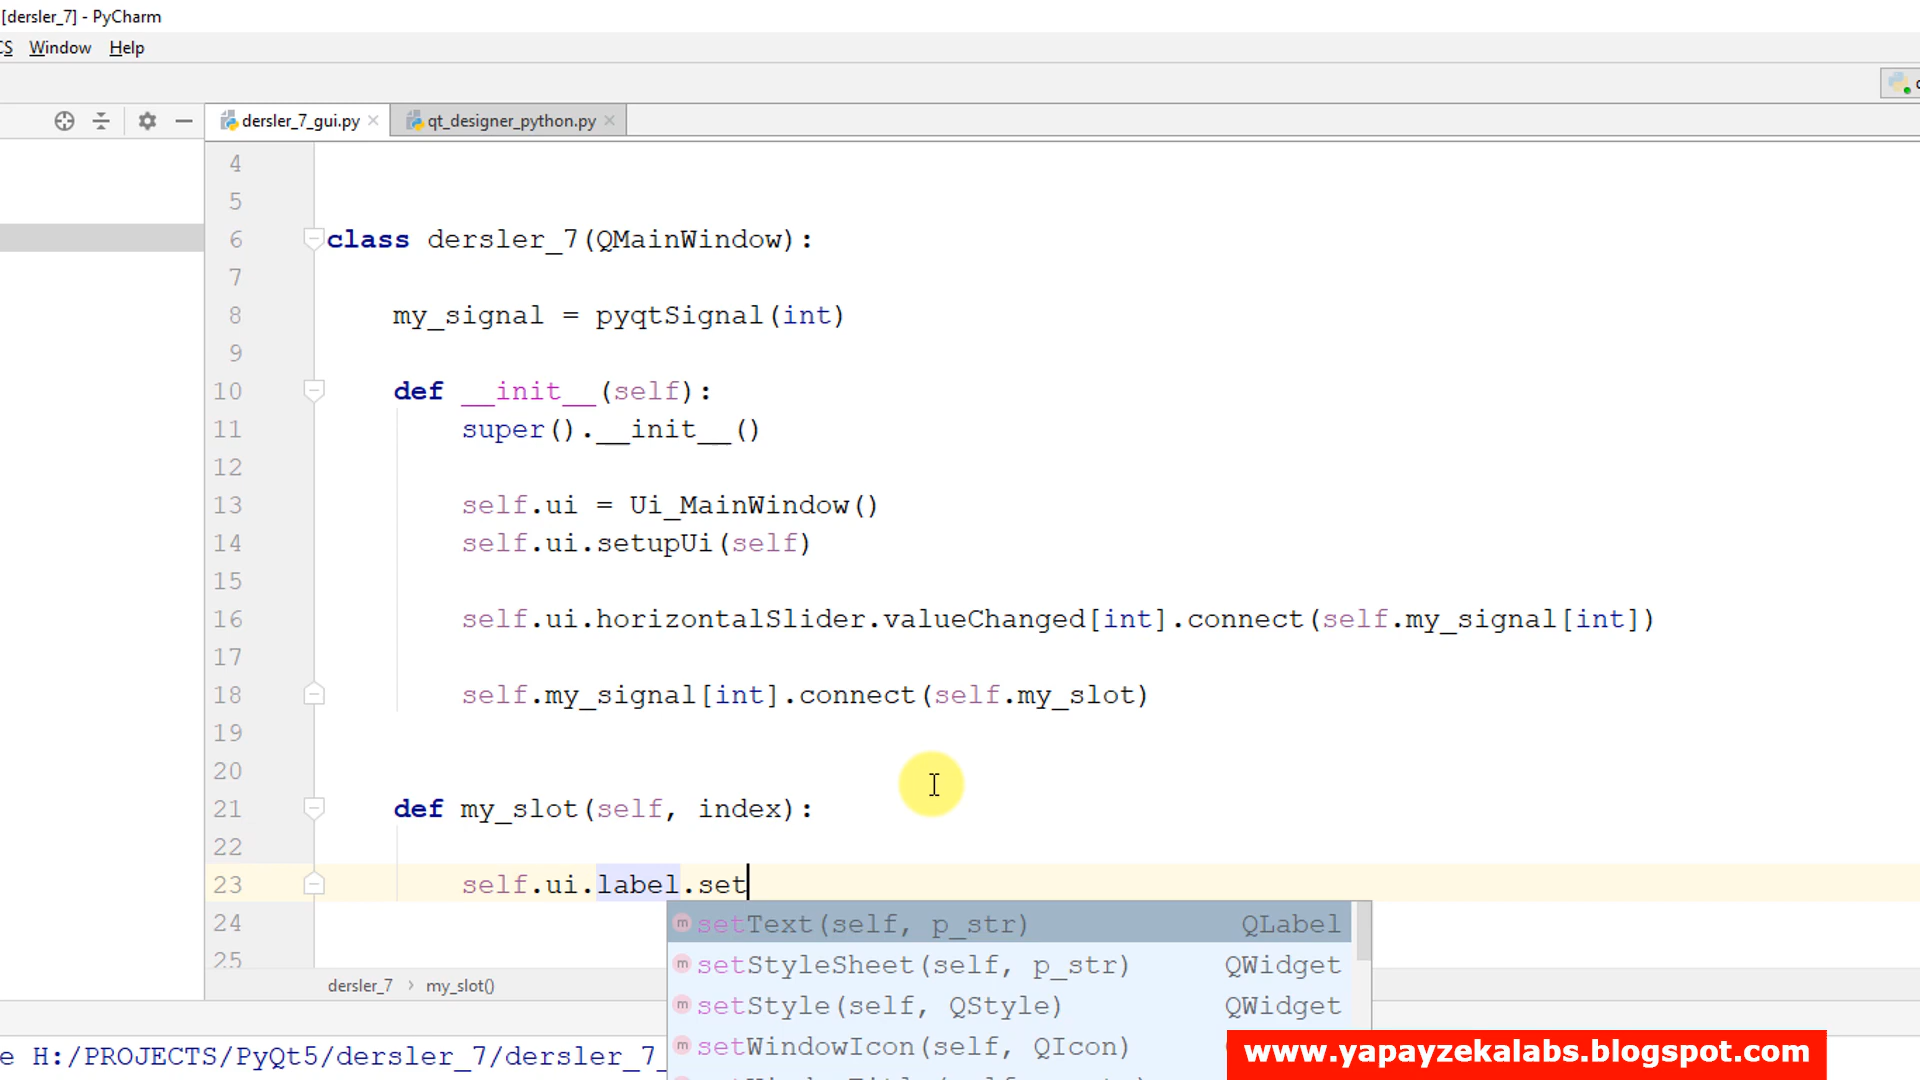 [dersler_7] - PyCharm
CS Window Help
dersler_7_gui.py
qt_designer_python.py
4
5
6 class dersler_7(QMainWindow):
7
8 my_signal = pyqtSignal(int)
9
10 def __init__(self):
11 super().__init__()
12
13 self.ui = Ui_MainWindow()
14 self.ui.setupUi(self)
15
16 self.ui.horizontalSlider.valueChanged[int].connect(self.my_signal[int])
17
18 self.my_signal[int].connect(self.my_slot)
19
20
21 def my_slot(self, index):
22
23 self.ui.label.set
24
25
setText(self, p_str) QLabel
setStyleSheet(self, p_str) QWidget
setStyle(self, QStyle) QWidget
setWindowIcon(self, QIcon)
dersler_7 › my_slot()
e H:/PROJECTS/PyQt5/dersler_7/dersler_7_
www.yapayzekalabs.blogspot.com